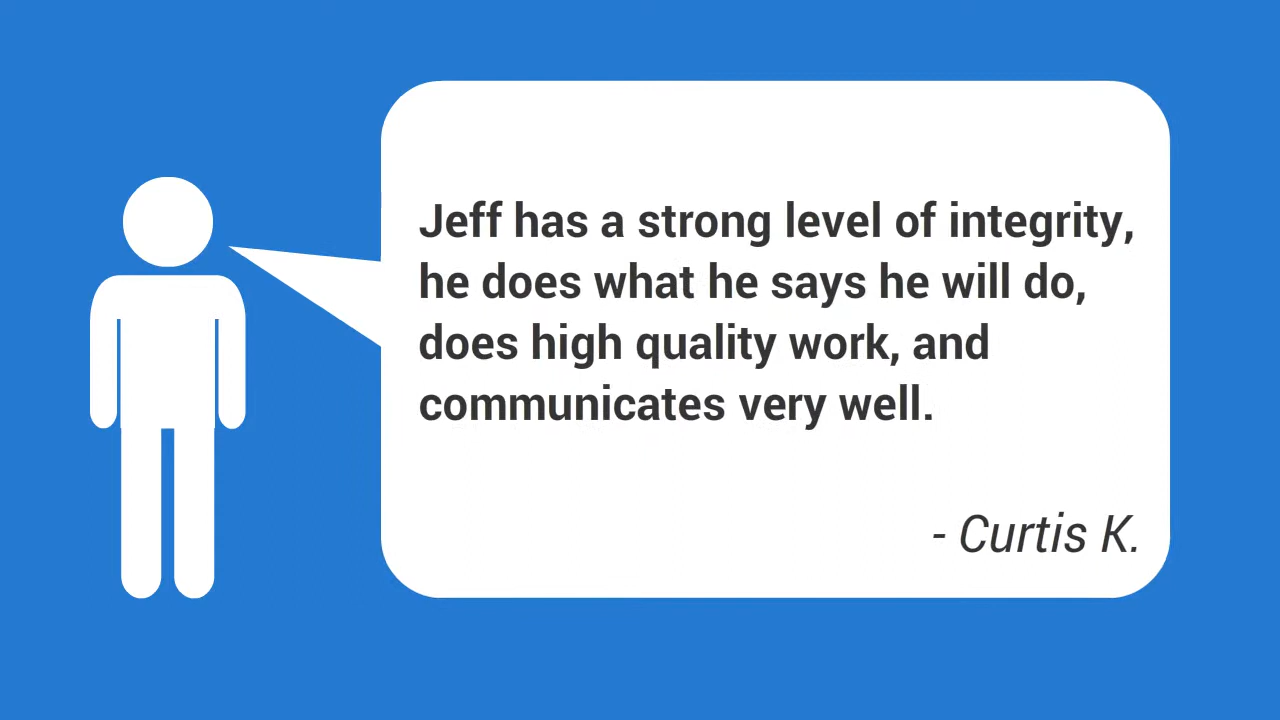 Jeff has a strong level of integrity,
he does what he says he will do,
does high quality work, and
communicates very well.
- Curtis K.